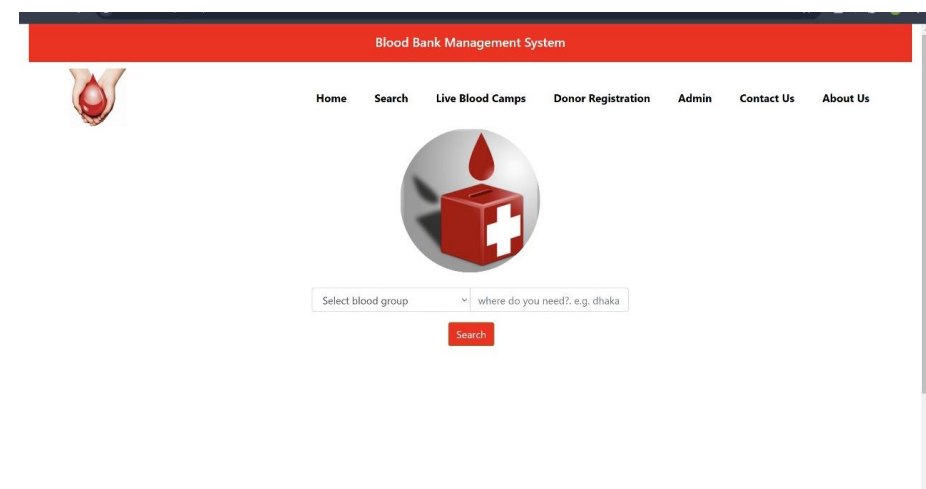 Blood Bank Management System
Home Search Live Blood Camps Donor Registration Admin Contact Us About Us
Select blood group where do you need?. e.g. dhaka
Search